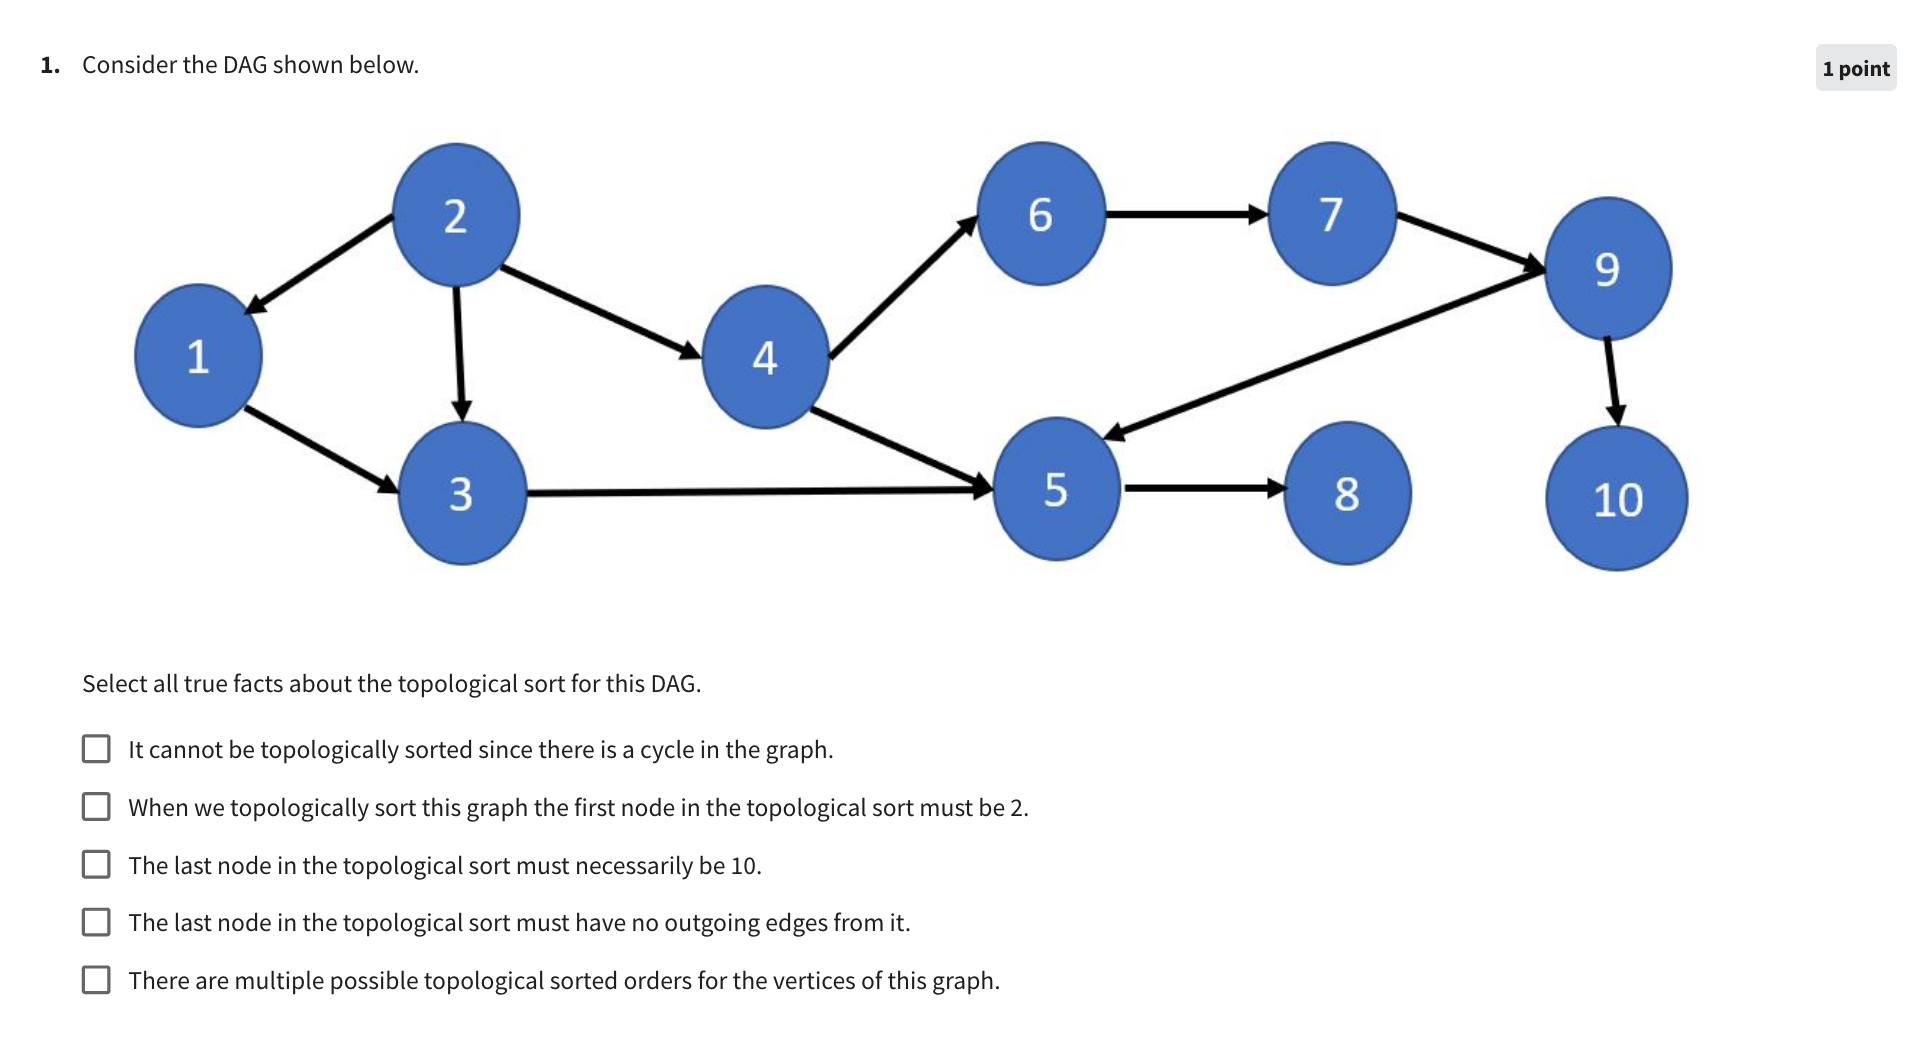 1. Consider the DAG shown below.
1 point
2
6
7
9
1
4
3
5
8
10
Select all true facts about the topological sort for this DAG.
It cannot be topologically sorted since there is a cycle in the graph.
When we topologically sort this graph the first node in the topological sort must be 2.
The last node in the topological sort must necessarily be 10.
The last node in the topological sort must have no outgoing edges from it.
There are multiple possible topological sorted orders for the vertices of this graph.